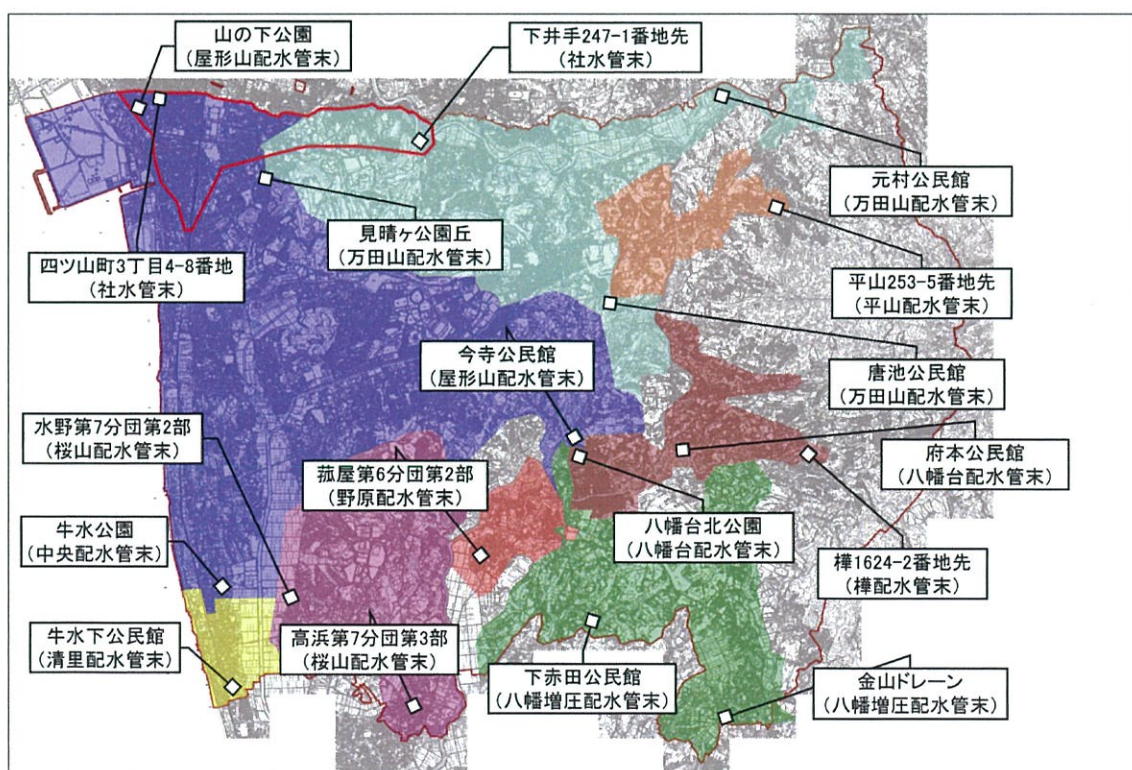 山の下公園
(屋形山配水管末)
下井手247-1番地先
(社水管末)
元村公民館
(万田山配水管末)
見晴ヶ公園丘
(万田山配水管末)
四ツ山町3丁目4-8番地
(社水管末)
平山253-5番地先
(平山配水管末)
今寺公民館
(屋形山配水管末)
唐池公民館
(万田山配水管末)
水野第7分団第2部
(桜山配水管末)
菰屋第6分団第2部
(野原配水管末)
府本公民館
(八幡台配水管末)
牛水公園
(中央配水管末)
八幡台北公園
(八幡台配水管末)
樺1624-2番地先
(樺配水管末)
牛水下公民館
(清里配水管末)
高浜第7分団第3部
(桜山配水管末)
下赤田公民館
(八幡増圧配水管末)
金山ドレーン
(八幡増圧配水管末)